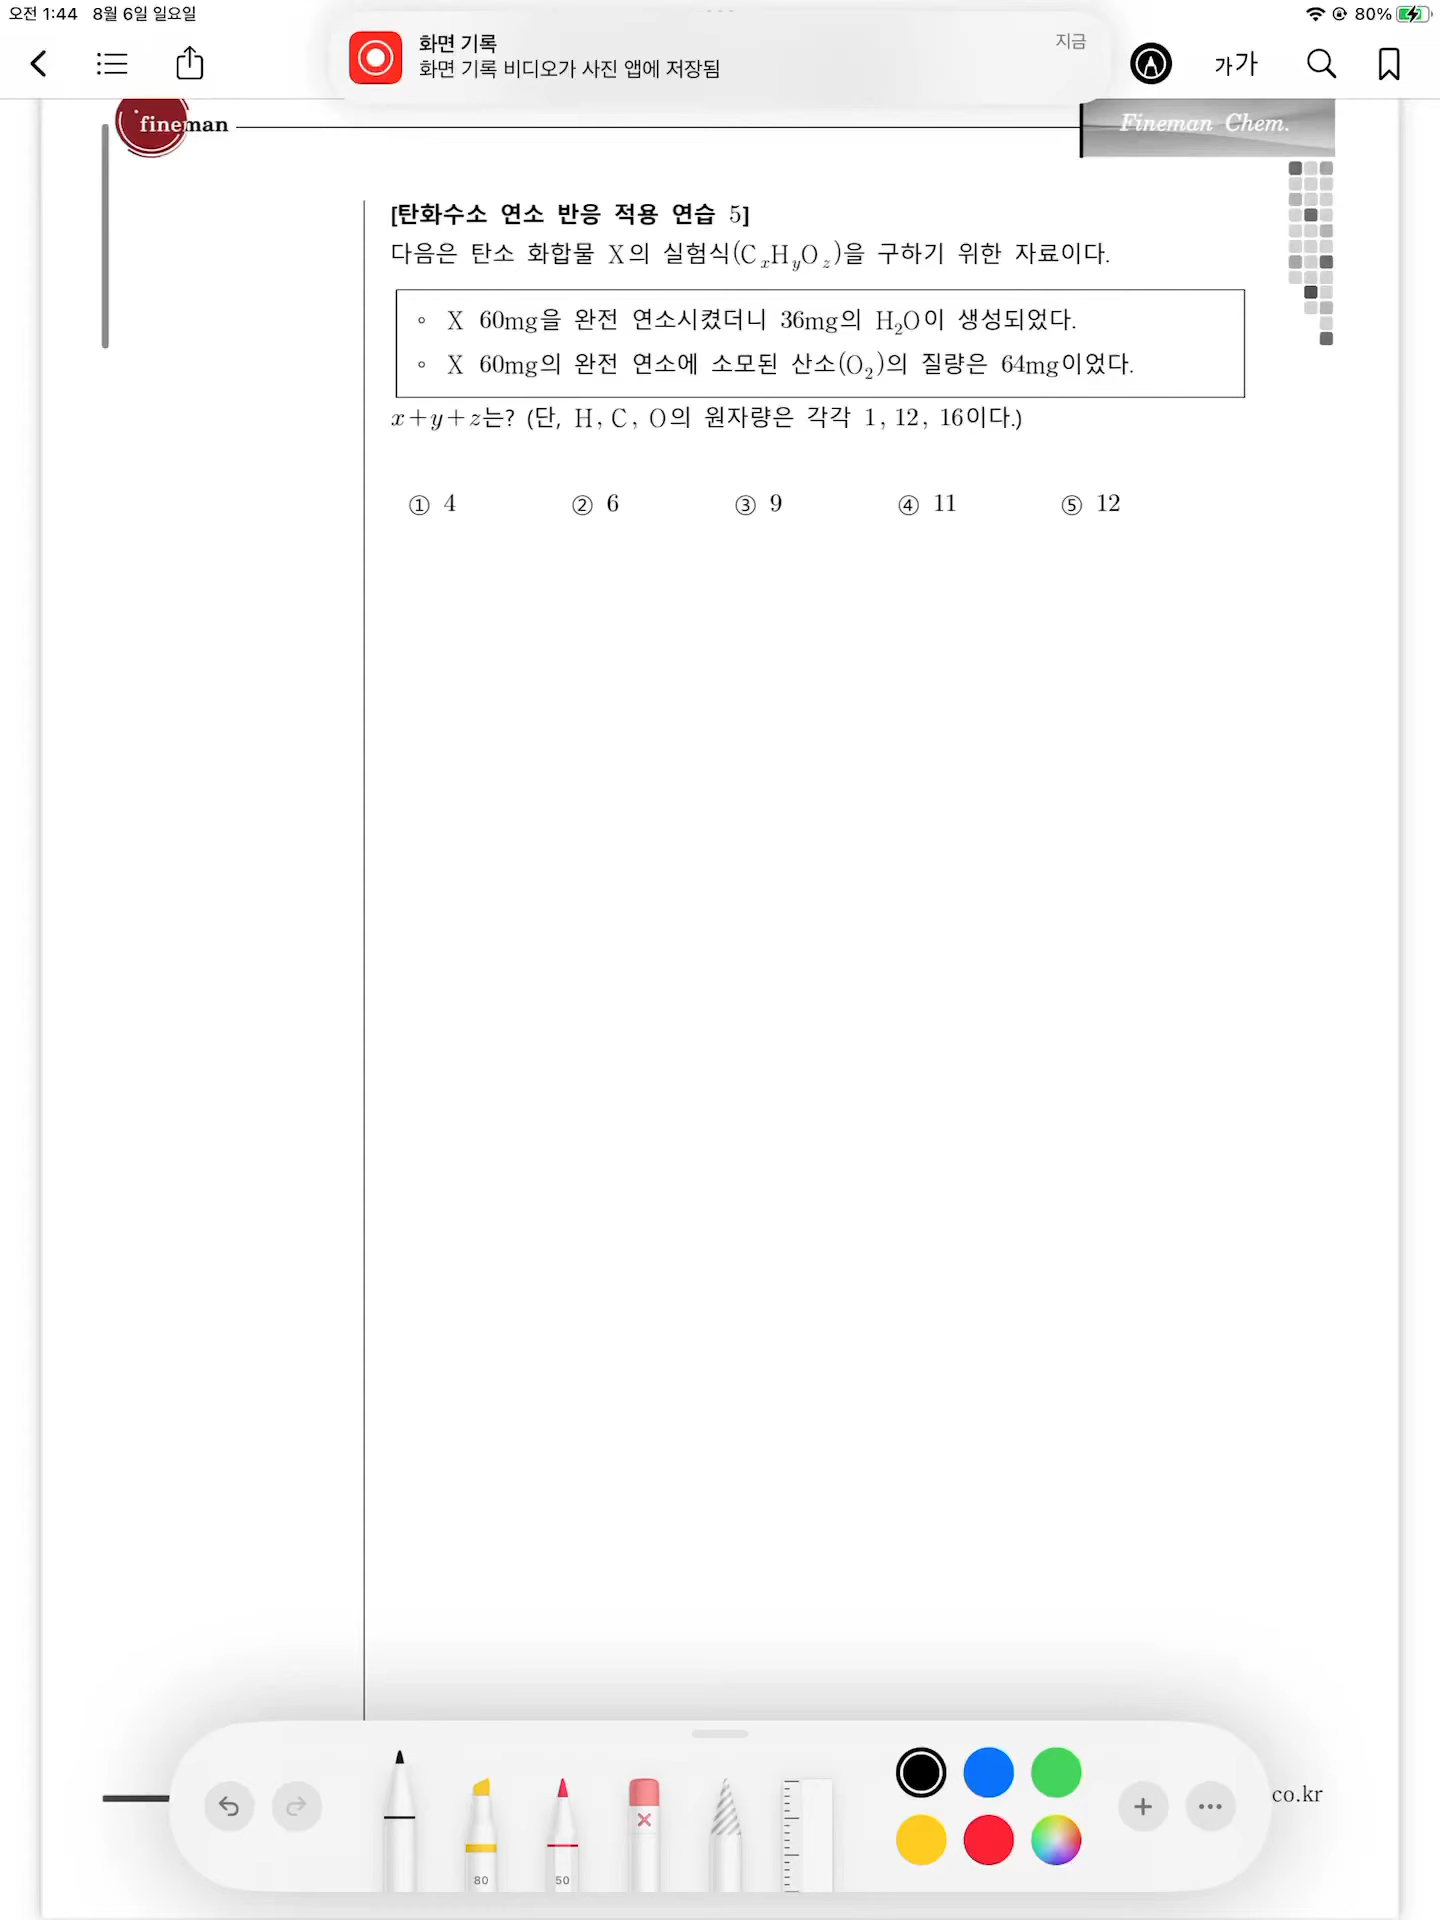 오전 1:44 8월 6일 일요일
80%
화면 기록
지금
화면 기록 비디오가 사진 앱에 저장됨
가가
fineman
Fineman Chem.
[탄화수소 연소 반응 적용 연습 5]
다음은 탄소 화합물 X의 실험식(CₓHyOz)을 구하기 위한 자료이다.
◦ X 60mg을 완전 연소시켰더니 36mg의 H₂O이 생성되었다.
◦ X 60mg의 완전 연소에 소모된 산소(O₂)의 질량은 64mg이었다.
x+y+z는? (단, H, C, O의 원자량은 각각 1, 12, 16이다.)
① 4 ② 6 ③ 9 ④ 11 ⑤ 12
co.kr
80
50